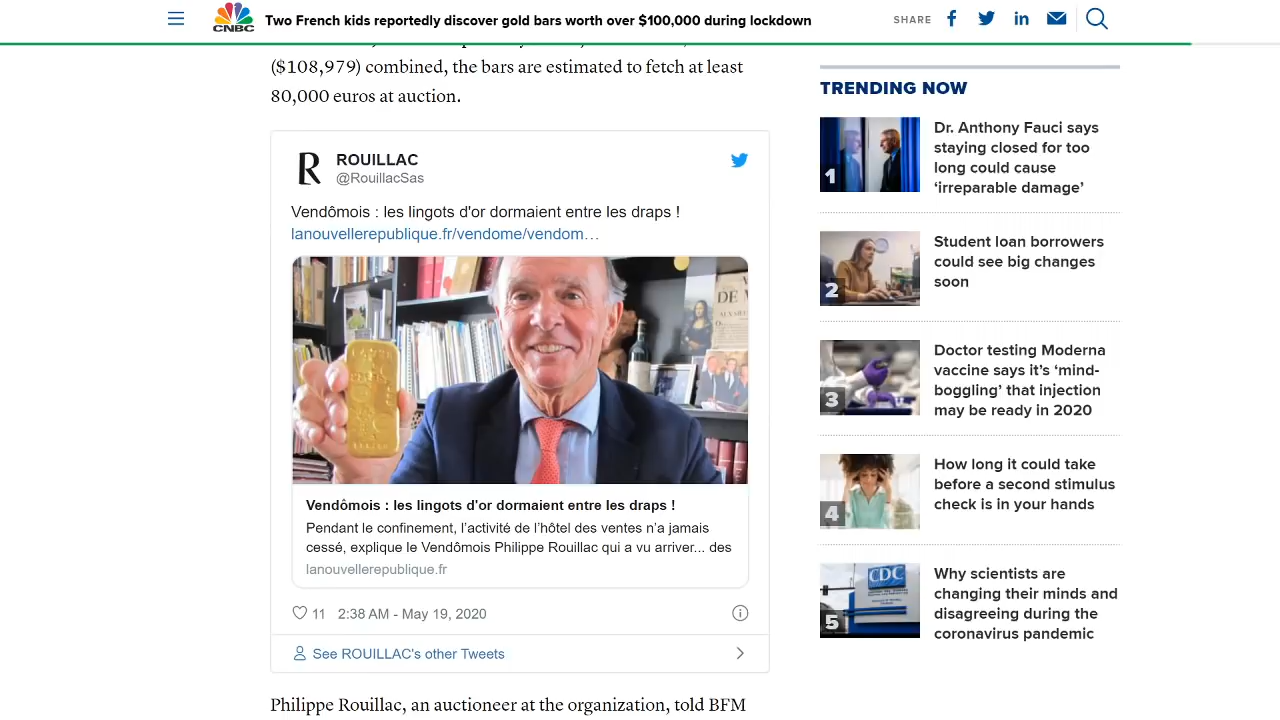 CNBC
Two French kids reportedly discover gold bars worth over $100,000 during lockdown
SHARE
($108,979) combined, the bars are estimated to fetch at least
80,000 euros at auction.
R
ROUILLAC
@RouillacSas
Vendômois : les lingots d'or dormaient entre les draps !
lanouvellerepublique.fr/vendome/vendom…
DE
Vendômois : les lingots d'or dormaient entre les draps !
Pendant le confinement, l'activité de l'hôtel des ventes n'a jamais
cessé, explique le Vendômois Philippe Rouillac qui a vu arriver... des
lanouvellerepublique.fr
11 2:38 AM - May 19, 2020
See ROUILLAC's other Tweets
Philippe Rouillac, an auctioneer at the organization, told BFM
TRENDING NOW
1
Dr. Anthony Fauci says
staying closed for too
long could cause
‘irreparable damage’
2
Student loan borrowers
could see big changes
soon
3
Doctor testing Moderna
vaccine says it’s ‘mind-
boggling’ that injection
may be ready in 2020
4
How long it could take
before a second stimulus
check is in your hands
CDC
5
Why scientists are
changing their minds and
disagreeing during the
coronavirus pandemic